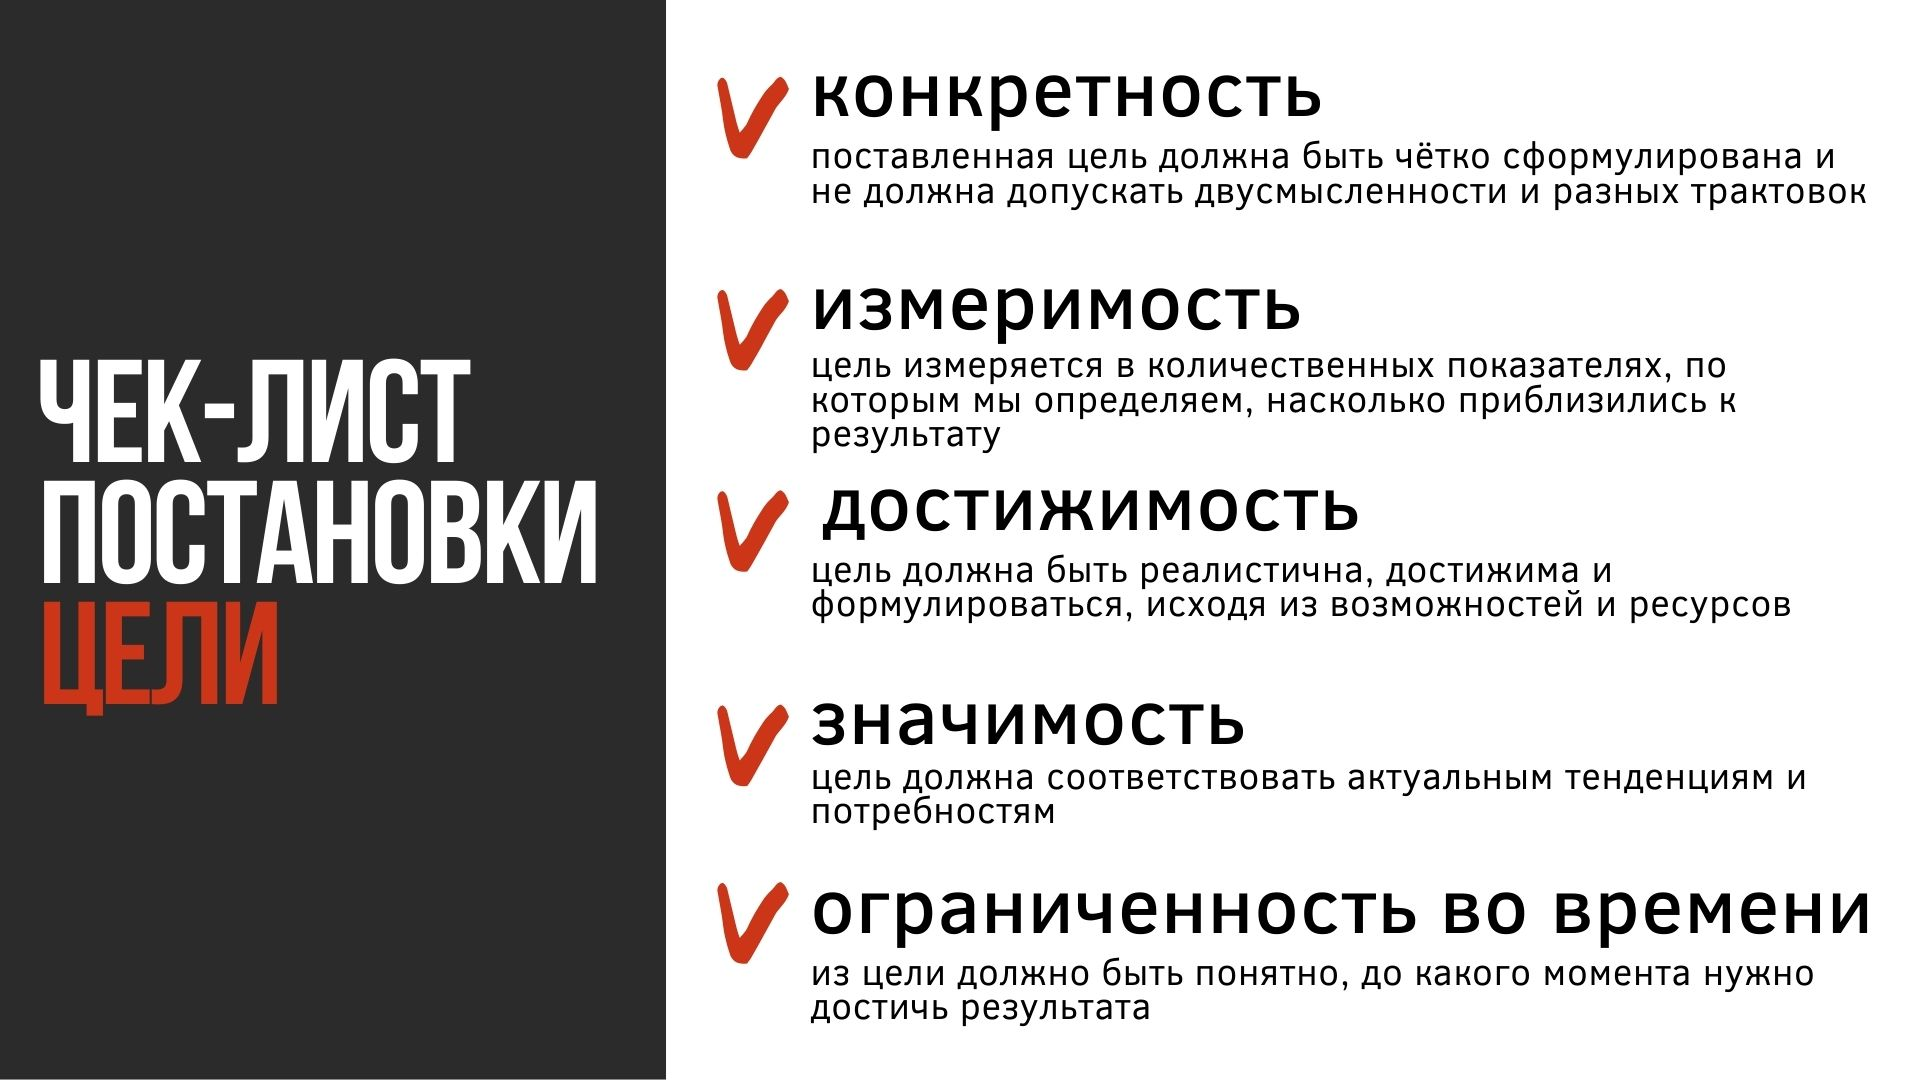 ЧЕК-ЛИСТ
ПОСТАНОВКИ
ЦЕЛИ
конкретность
поставленная цель должна быть чётко сформулирована и
не должна допускать двусмысленности и разных трактовок
измеримость
цель измеряется в количественных показателях, по
которым мы определяем, насколько приблизились к
результату
достижимость
цель должна быть реалистична, достижима и
формулироваться, исходя из возможностей и ресурсов
значимость
цель должна соответствовать актуальным тенденциям и
потребностям
ограниченность во времени
из цели должно быть понятно, до какого момента нужно
достичь результата